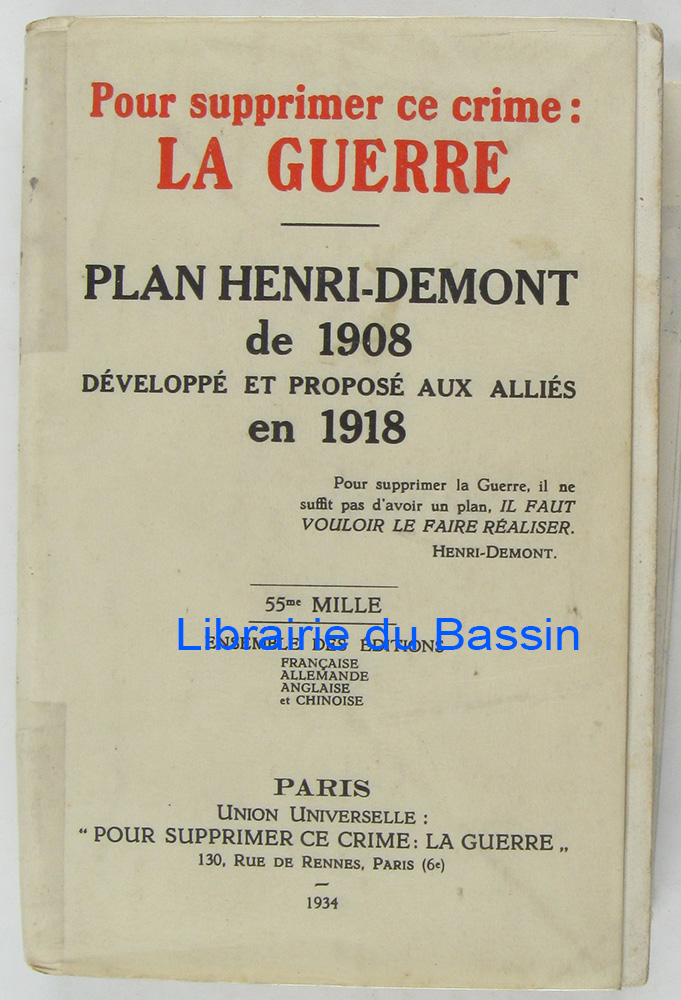 Pour supprimer ce crime :
LA GUERRE
PLAN HENRI-DEMONT
de 1908
DÉVELOPPÉ ET PROPOSÉ AUX ALLIÉS
en 1918
Pour supprimer la Guerre, il ne
suffit pas d'avoir un plan, IL FAUT
VOULOIR LE FAIRE RÉALISER.
HENRI-DEMONT.
55me MILLE
Librairie du Bassin
ENSEMBLE DES ÉDITIONS
FRANÇAISE
ALLEMANDE
ANGLAISE
et CHINOISE
PARIS
UNION UNIVERSELLE :
“ POUR SUPPRIMER CE CRIME : LA GUERRE „
130, RUE DE RENNES, PARIS (6e)
1934